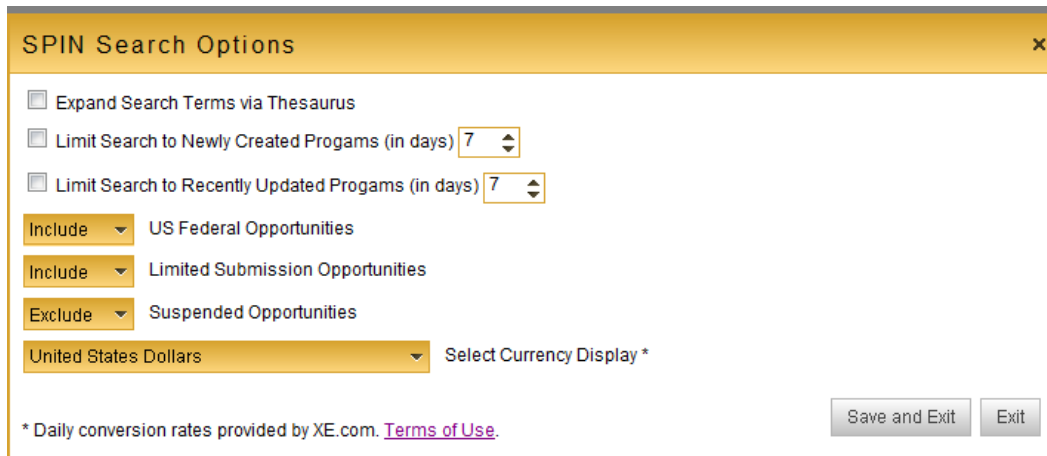 SPIN Search Options ×
Expand Search Terms via Thesaurus
Limit Search to Newly Created Progams (in days) 7
Limit Search to Recently Updated Progams (in days) 7
Include US Federal Opportunities
Include Limited Submission Opportunities
Exclude Suspended Opportunities
United States Dollars Select Currency Display *
Save and Exit Exit
* Daily conversion rates provided by XE.com. Terms of Use.